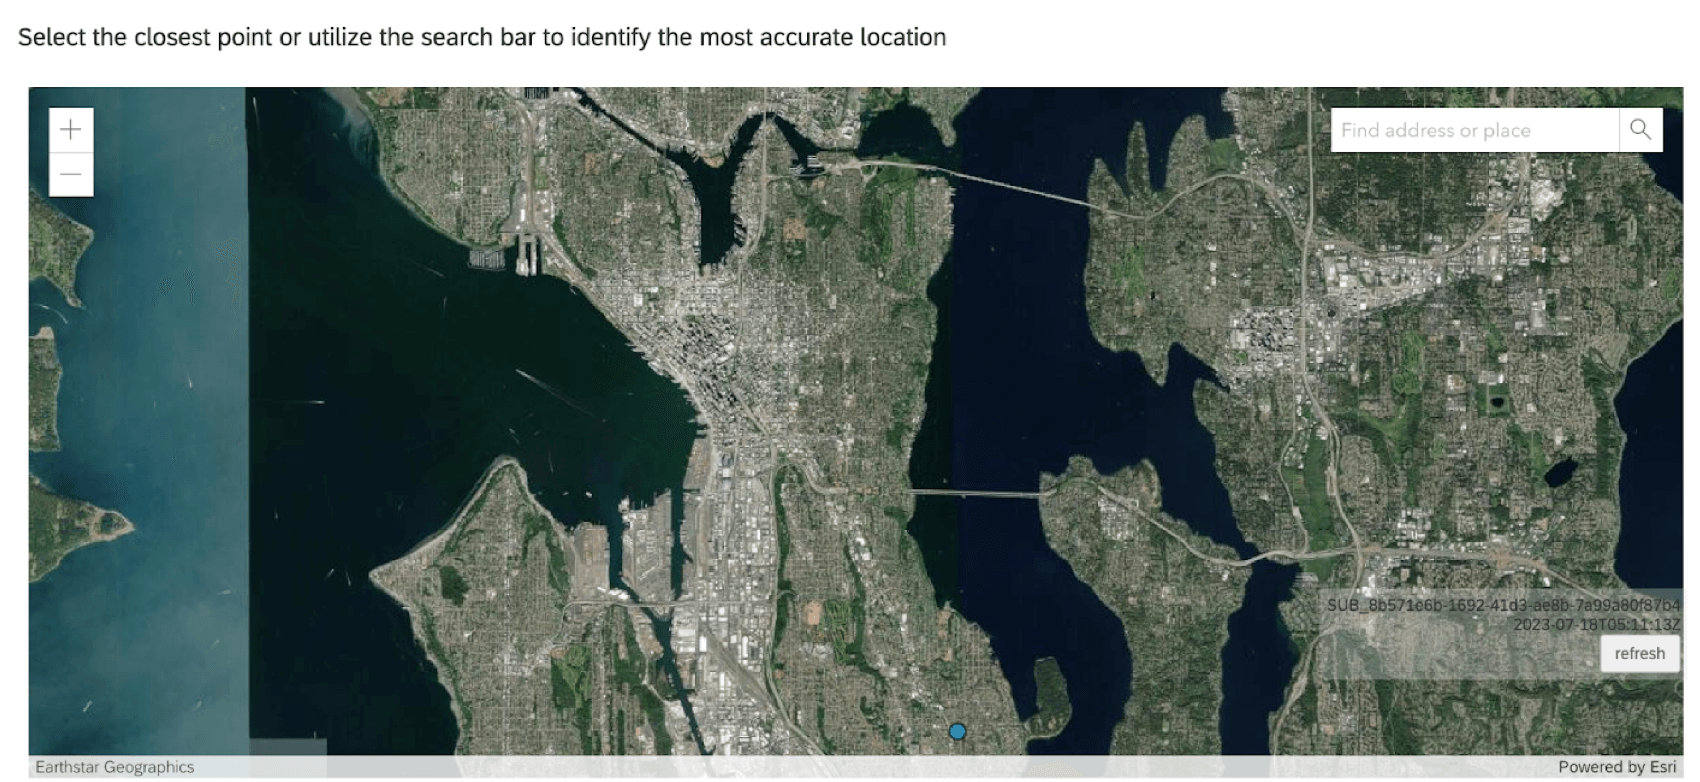 Select the closest point or utilize the search bar to identify the most accurate location
Find address or place
SUB_8b571e6b-1692-41d3-ae8b-7a99a80f87b4
2023-07-18T05:11:13Z
refresh
Earthstar Geographics
Powered by Esri